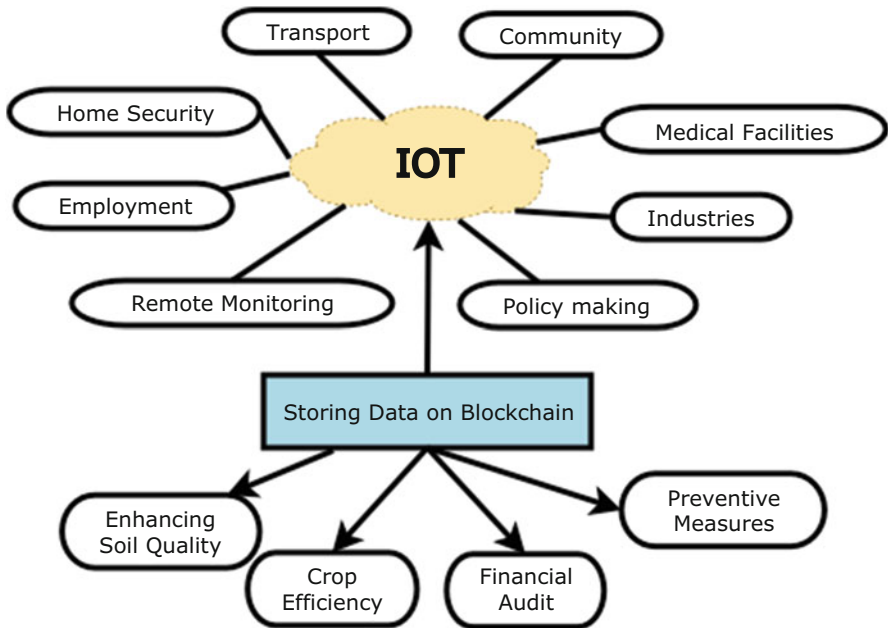 Transport
Community
Home Security
IOT
Medical Facilities
Employment
Industries
Remote Monitoring
Policy making
Storing Data on Blockchain
Enhancing
Soil Quality
Preventive
Measures
Crop
Efficiency
Financial
Audit